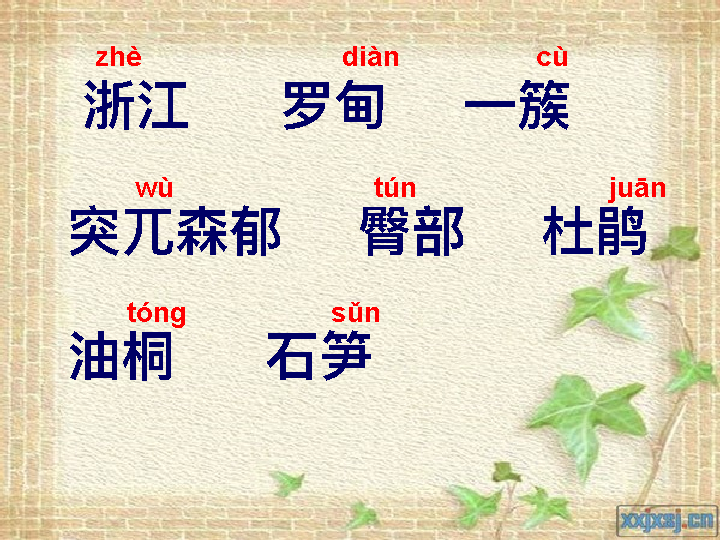 zhè diàn cù
浙江 罗甸 一簇
wù tún juān
突兀森郁 臀部 杜鹃
tóng sǔn
油桐 石笋
xxjxsj.cn